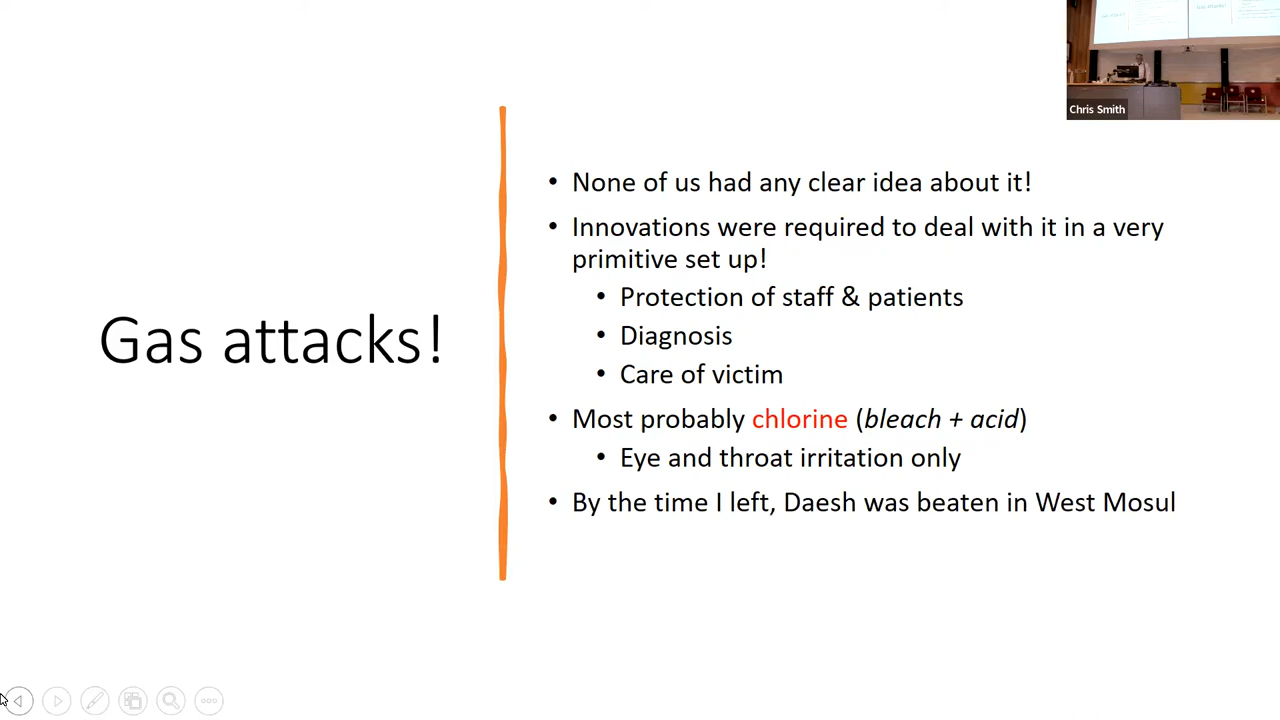 Chris Smith
Gas attacks!
• None of us had any clear idea about it!
• Innovations were required to deal with it in a very
primitive set up!
• Protection of staff & patients
• Diagnosis
• Care of victim
• Most probably chlorine (bleach + acid)
• Eye and throat irritation only
• By the time I left, Daesh was beaten in West Mosul